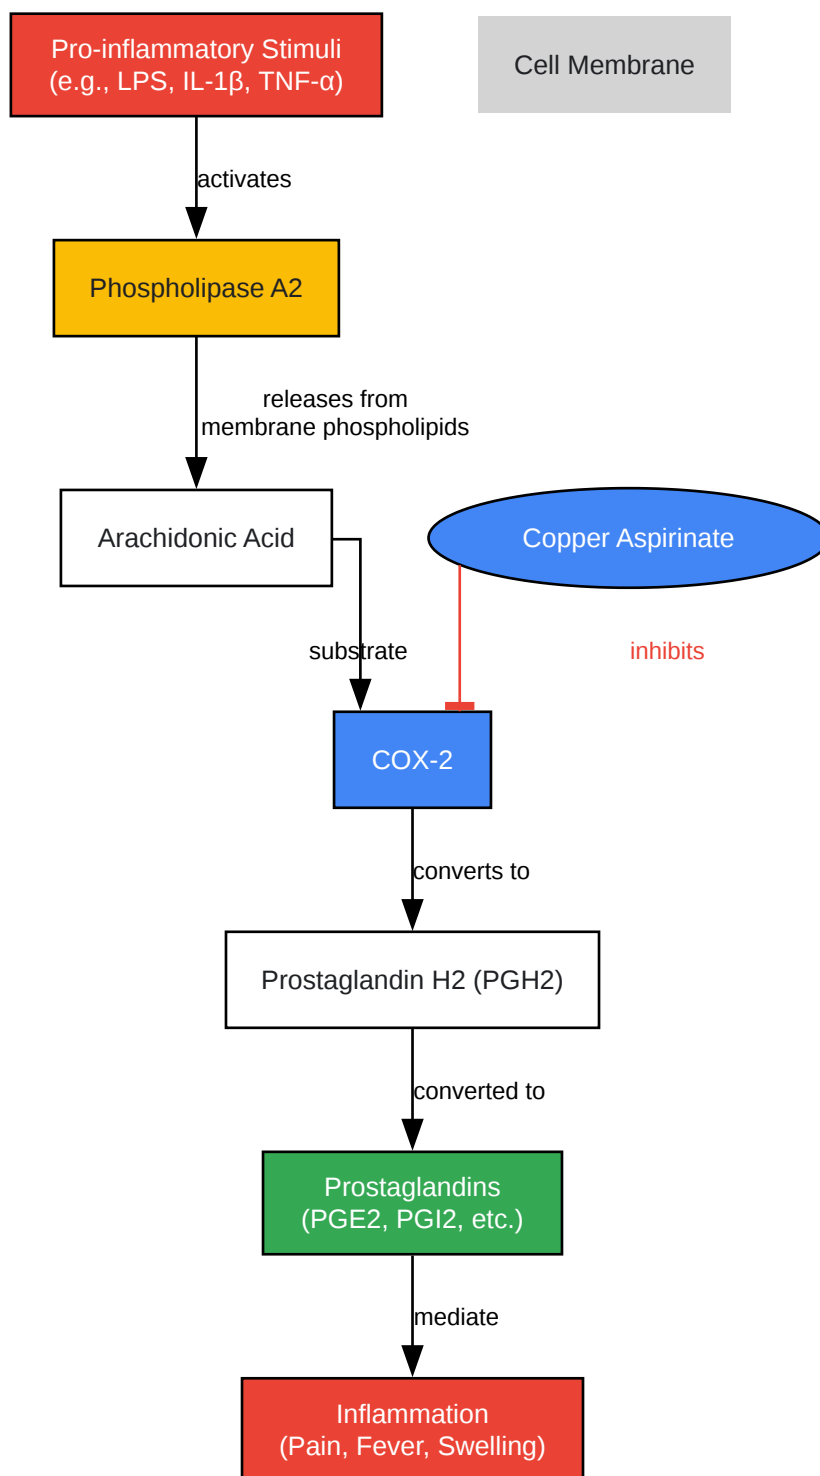 Pro-inflammatory Stimuli
(e.g., LPS, IL-1β, TNF-α)
Cell Membrane
activates
Phospholipase A2
releases from
membrane phospholipids
Arachidonic Acid
Copper Aspirinate
substrate
inhibits
COX-2
converts to
Prostaglandin H2 (PGH2)
converted to
Prostaglandins
(PGE2, PGI2, etc.)
mediate
Inflammation
(Pain, Fever, Swelling)